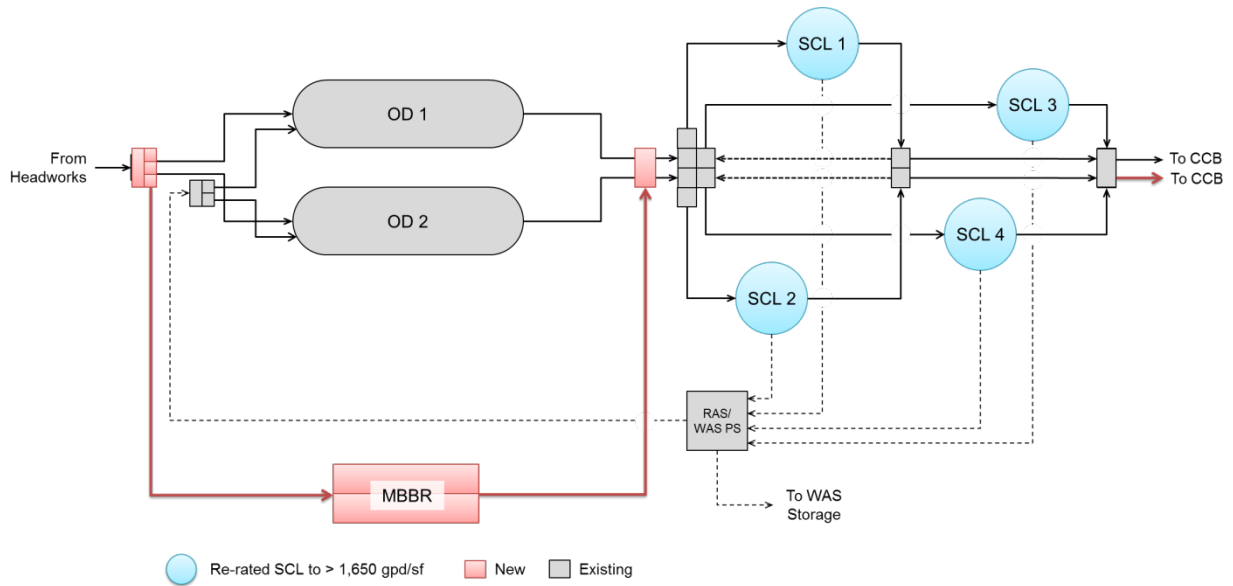 SCL 1
OD 1
SCL 3
From
Headworks
To CCB
To CCB
OD 2
SCL 4
SCL 2
RAS/
WAS PS
MBBR
To WAS
Storage
Re-rated SCL to > 1,650 gpd/sf
New
Existing